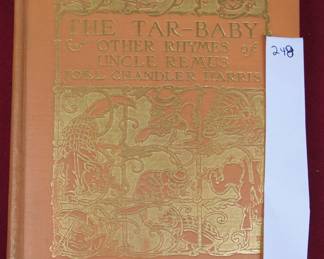 THE TAR-BABY
& OTHER RHYMES of
UNCLE REMUS
JOEL CHANDLER HARRIS
248